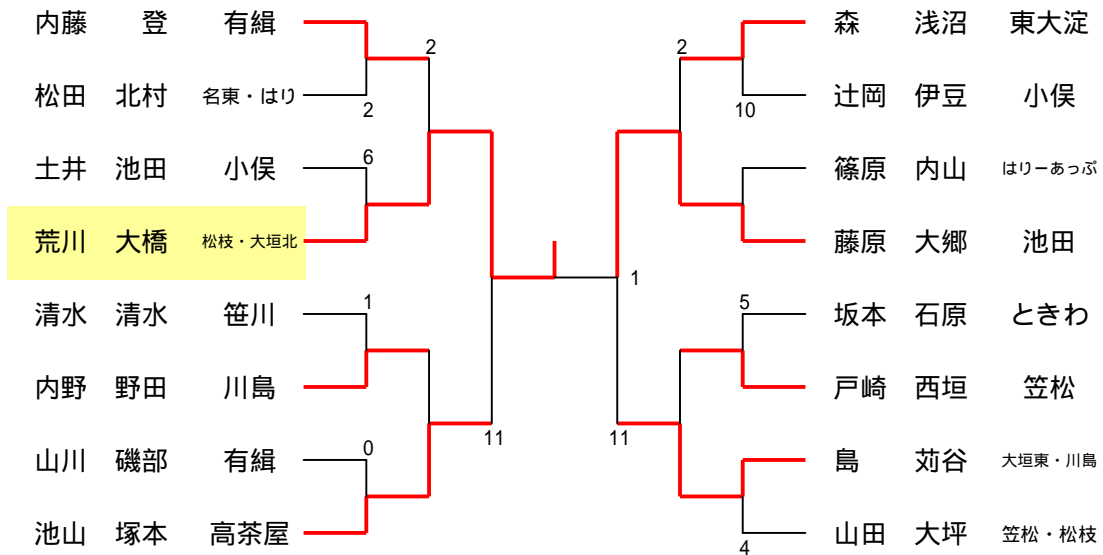 内藤 登 有緝
松田 北村 名東・はり
土井 池田 小俣
荒川 大橋 松枝・大垣北
清水 清水 笹川
内野 野田 川島
山川 磯部 有緝
池山 塚本 高茶屋
2
2
6
1
0
11
1
2
10
5
11
4
森 浅沼 東大淀
辻岡 伊豆 小俣
篠原 内山 はりーあっぷ
藤原 大郷 池田
坂本 石原 ときわ
戸崎 西垣 笠松
島 苅谷 大垣東・川島
山田 大坪 笠松・松枝